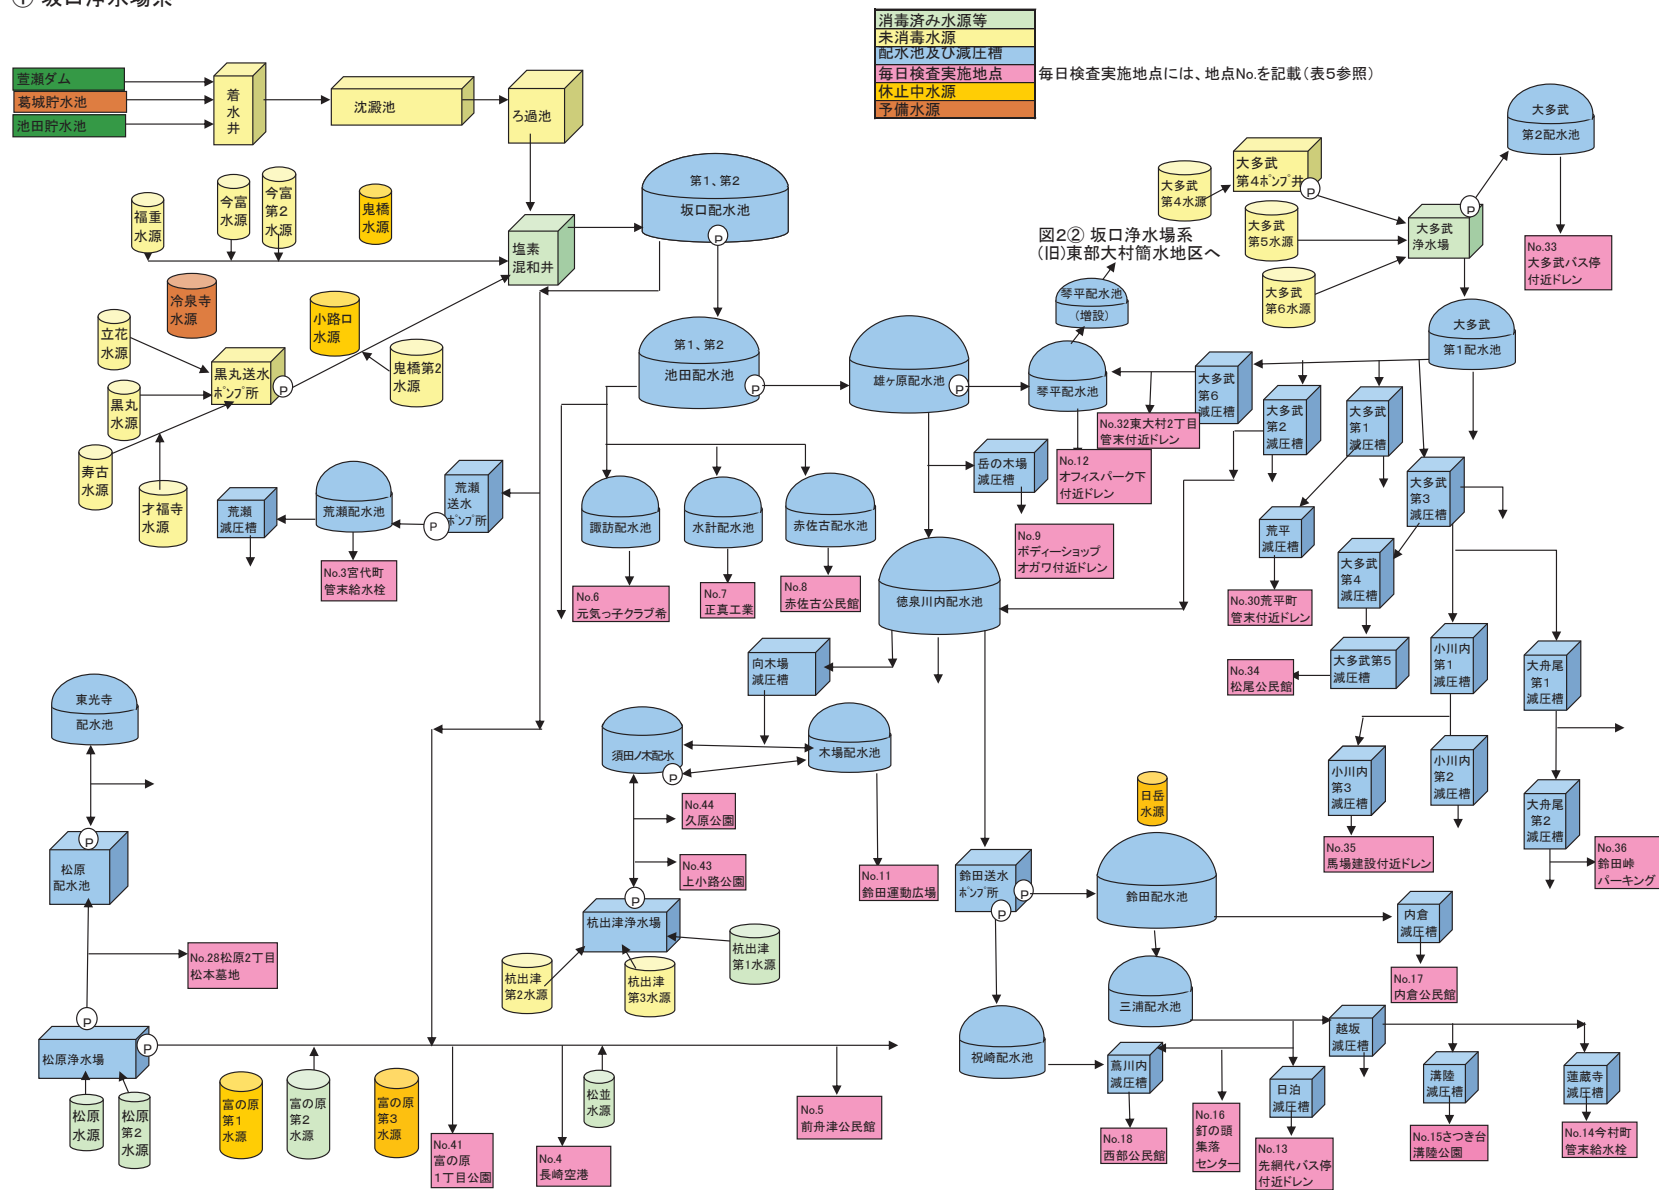 ① 坂口浄水場系
消毒済み水源等
未消毒水源
配水池及び減圧槽
毎日検査実施地点
休止中水源
予備水源
毎日検査実施地点には、地点No.を記載(表5参照)
萱瀬ダム
葛城貯水池
池田貯水池
着
水
井
沈澱池
ろ過池
福重
水源
今富
水源
今富
第2
水源
鬼橋
水源
塩素
混和井
第1、第2
坂口配水池
P
冷泉寺
水源
小路口
水源
立花
水源
黒丸
水源
寿古
水源
才福寺
水源
黒丸送水
ポンプ所
P
鬼橋第2
水源
荒瀬
減圧槽
荒瀬配水池
P
荒瀬
送水
ポンプ所
No.3宮代町
管末給水栓
第1、第2
池田配水池
P
雄ヶ原配水池
P
琴平配水池
琴平配水池
(増設)
図2② 坂口浄水場系
(旧)東部大村簡水地区へ
諏訪配水池
水計配水池
赤佐古配水池
No.6
元気っ子クラブ希
No.7
正真工業
No.8
赤佐古公民館
岳の木場
減圧槽
No.9
ボディーショップ
オガワ付近ドレン
No.12
オフィスパーク下
付近ドレン
No.32東大村2丁目
管末付近ドレン
大多武
第4水源
大多武
第4ポンプ井
P
大多武
第5水源
大多武
第6水源
大多武
浄水場
P
大多武
第2配水池
No.33
大多武バス停
付近ドレン
大多武
第1配水池
大多武
第6
減圧槽
大多武
第2
減圧槽
大多武
第1
減圧槽
大多武
第3
減圧槽
荒平
減圧槽
No.30荒平町
管末付近ドレン
大多武
第4
減圧槽
大多武第5
減圧槽
No.34
松尾公民館
小川内
第1
減圧槽
小川内
第2
減圧槽
小川内
第3
減圧槽
No.35
馬場建設付近ドレン
大舟尾
第1
減圧槽
大舟尾
第2
減圧槽
No.36
鈴田峠
パーキング
徳泉川内配水池
向木場
減圧槽
須田ノ木配水
P
木場配水池
No.44
久原公園
No.43
上小路公園
No.11
鈴田運動広場
P
杭出津浄水場
杭出津
第1水源
杭出津
第2水源
杭出津
第3水源
東光寺
配水池
P
松原
配水池
No.28松原2丁目
松本墓地
P
松原浄水場
P
松原
水源
松原
第2
水源
富の原
第1
水源
富の原
第2
水源
富の原
第3
水源
No.41
富の原
1丁目公園
No.4
長崎空港
松並
水源
No.5
前舟津公民館
日岳
水源
鈴田送水
ポンプ所
P
P
鈴田配水池
内倉
減圧槽
No.17
内倉公民館
三浦配水池
祝崎配水池
蔦川内
減圧槽
No.18
西部公民館
No.16
釘の頭
集落
センター
日泊
減圧槽
No.13
先網代バス停
付近ドレン
越坂
減圧槽
溝陸
減圧槽
No.15さつき台
溝陸公園
蓮蔵寺
減圧槽
No.14今村町
管末給水栓